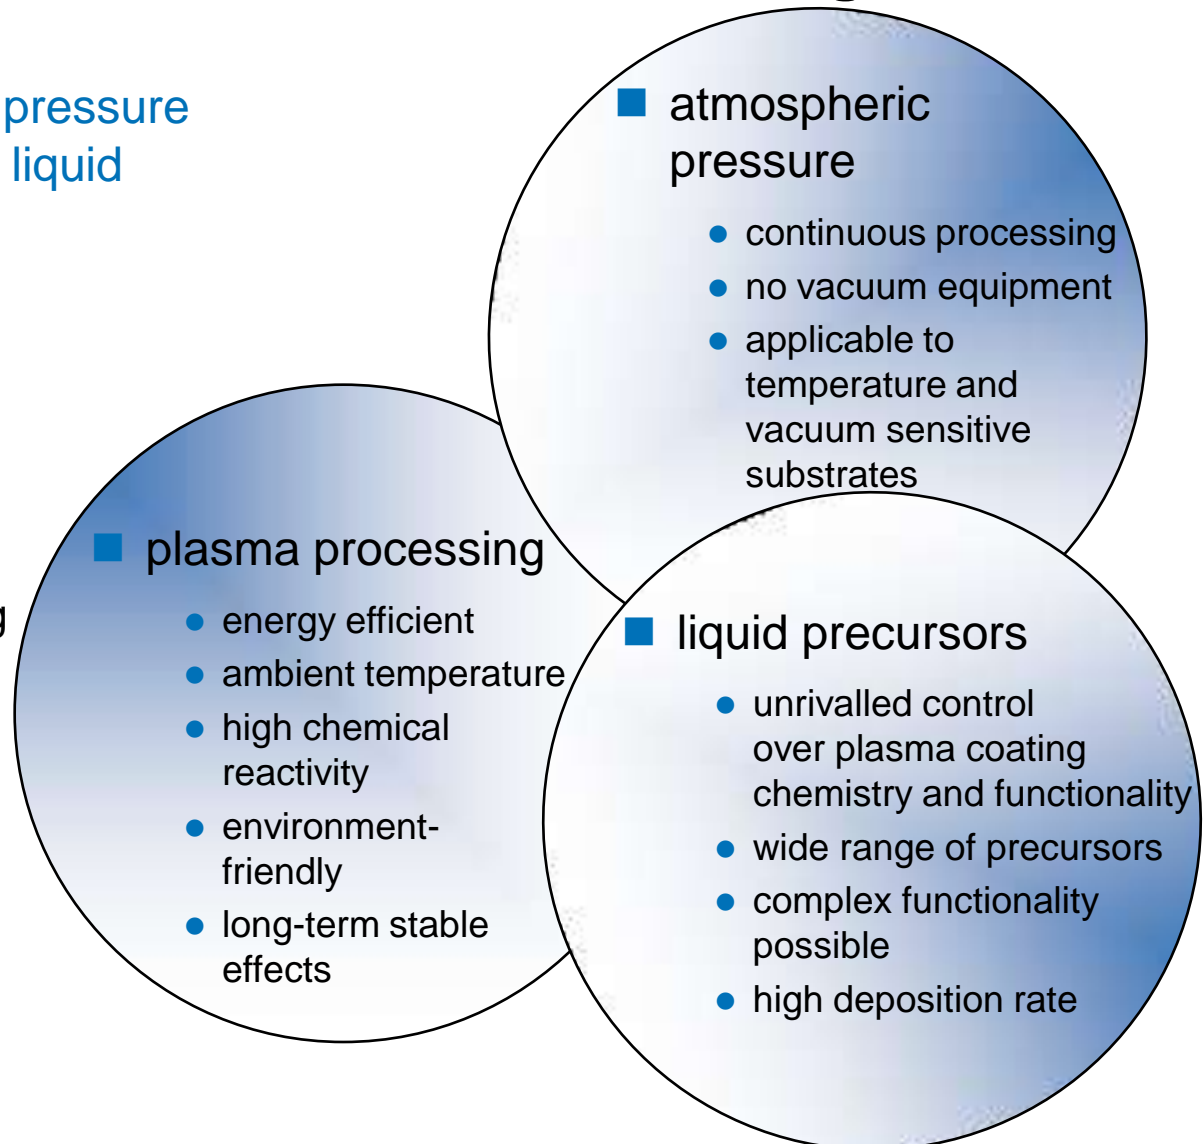 pressure
liquid
■ atmospheric
pressure
● continuous processing
● no vacuum equipment
● applicable to
temperature and
vacuum sensitive
substrates
■ plasma processing
● energy efficient
● ambient temperature
● high chemical
reactivity
● environment-
friendly
● long-term stable
effects
■ liquid precursors
● unrivalled control
over plasma coating
chemistry and functionality
● wide range of precursors
● complex functionality
possible
● high deposition rate